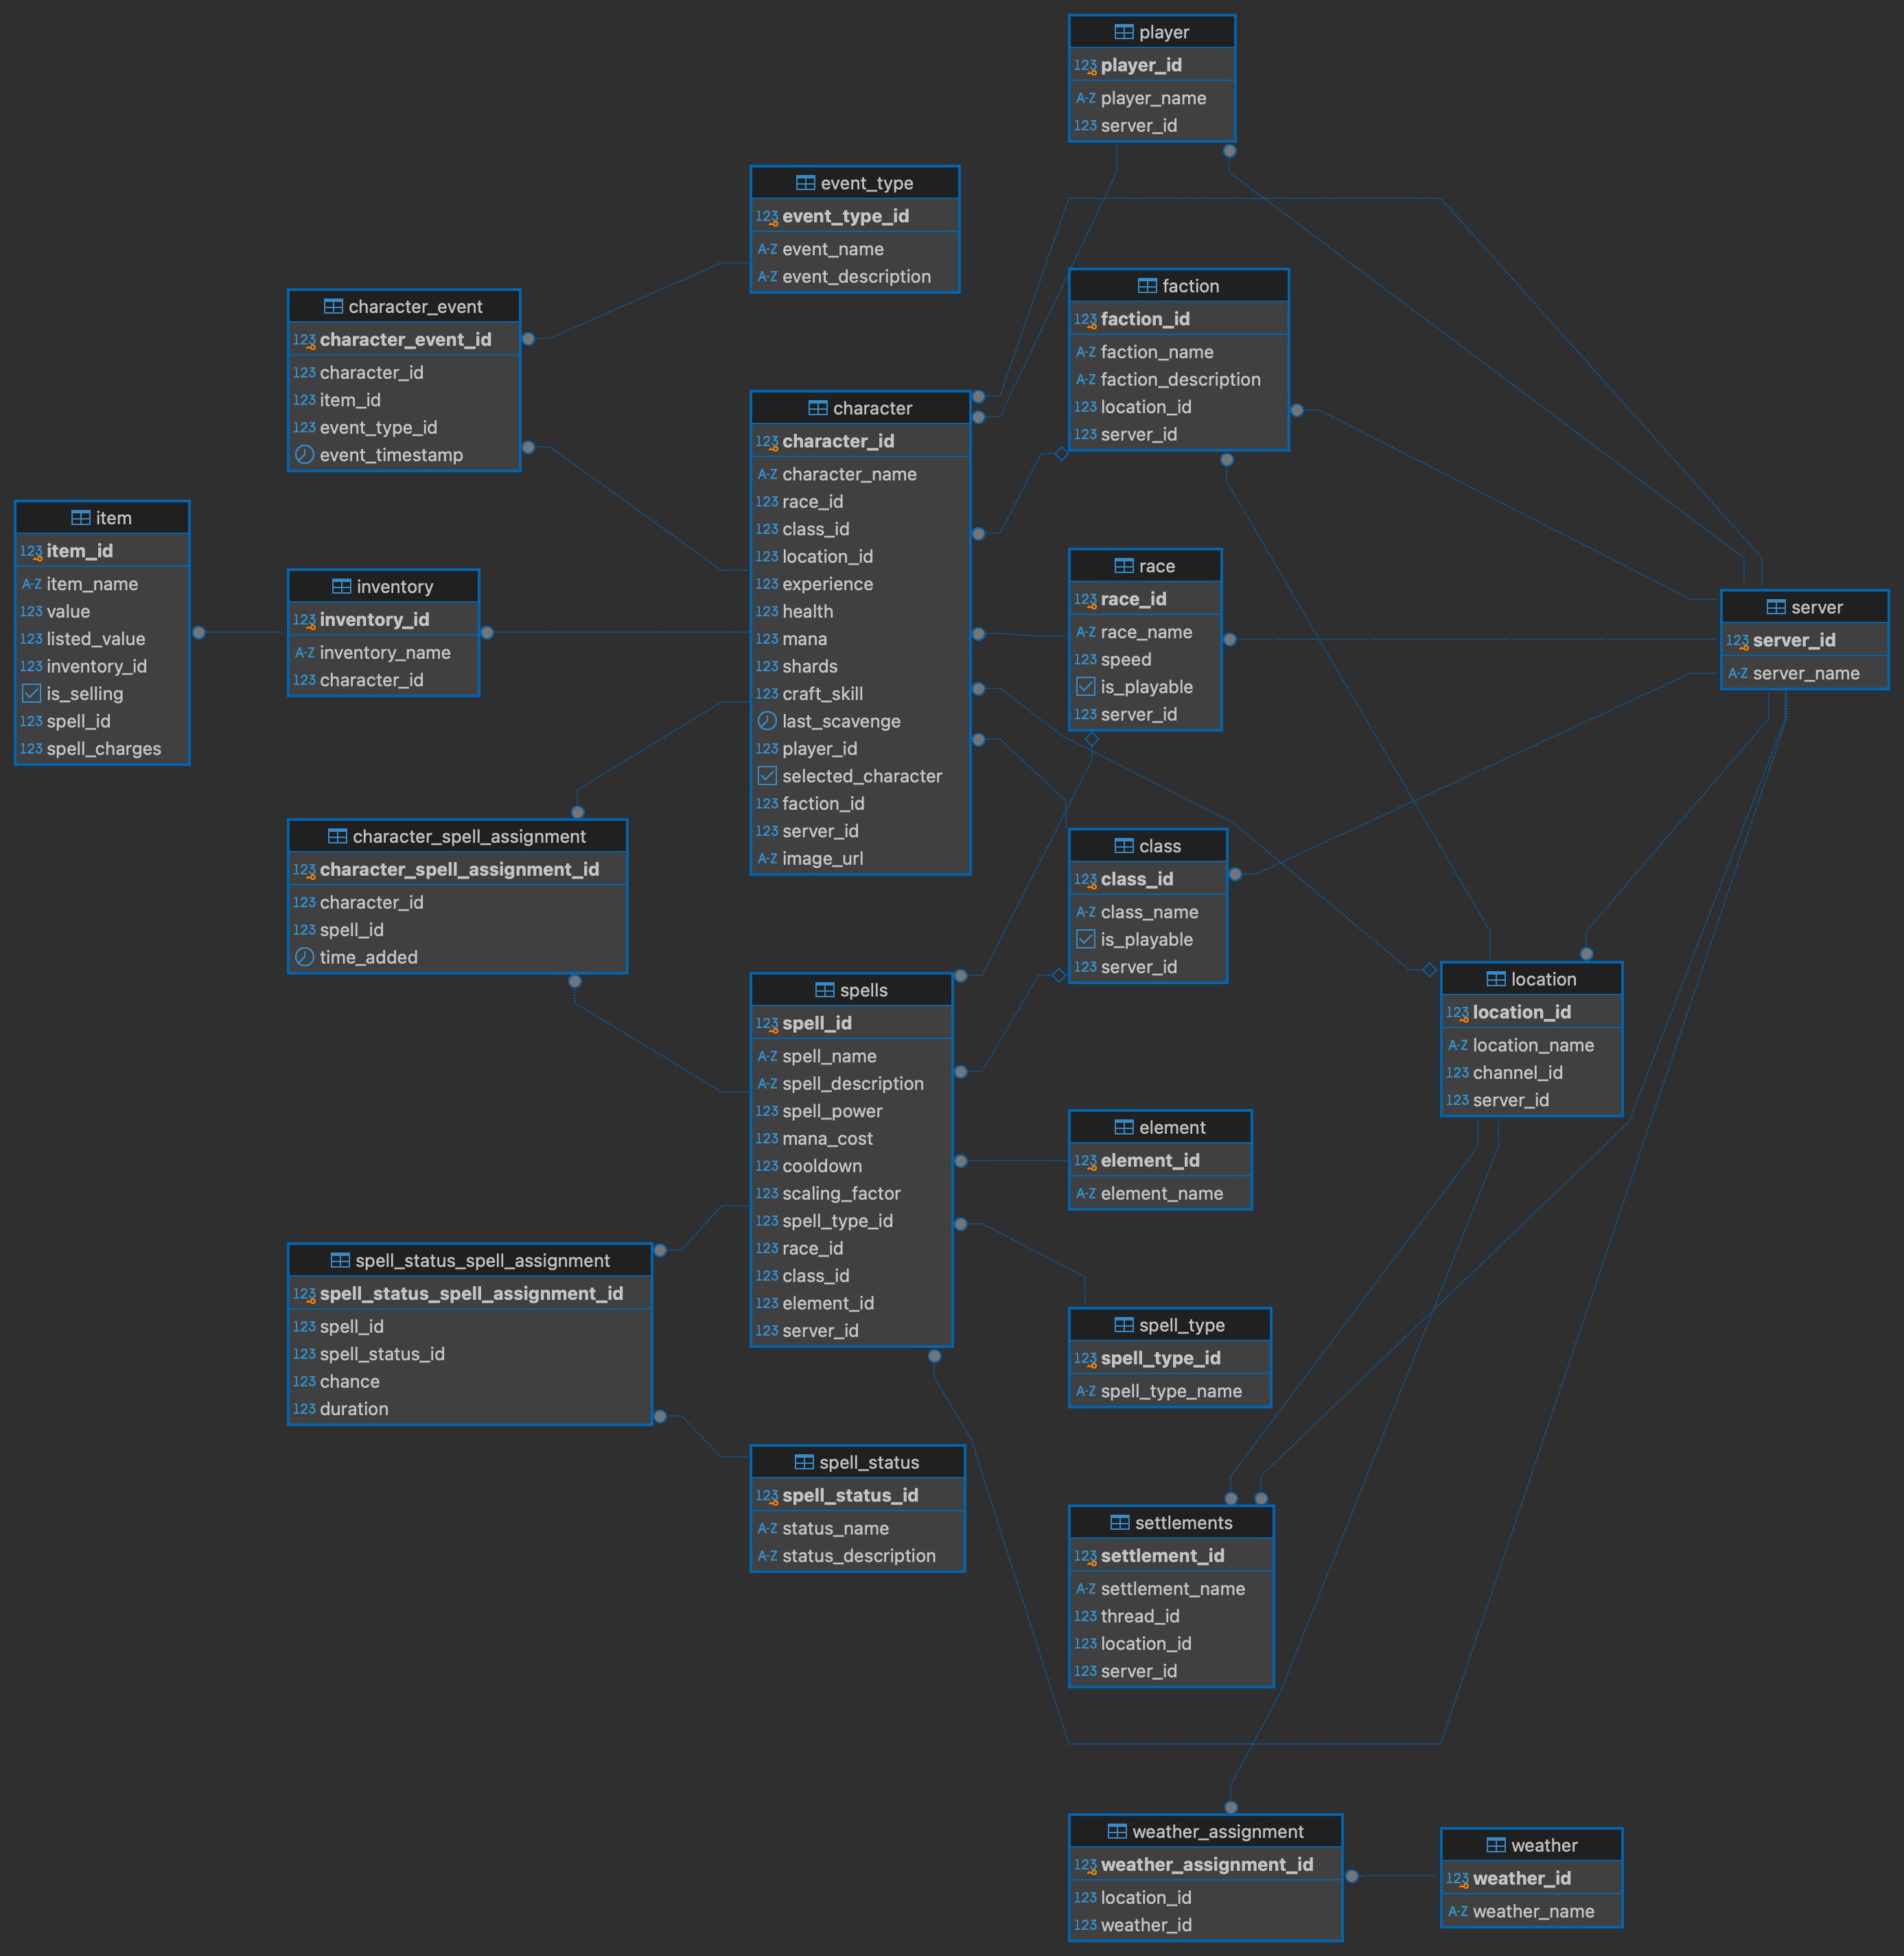 player
123 player_id
A-Z player_name
123 server_id
event_type
123 event_type_id
A-Z event_name
A-Z event_description
faction
123 faction_id
A-Z faction_name
A-Z faction_description
123 location_id
123 server_id
character_event
123 character_event_id
123 character_id
123 item_id
123 event_type_id
event_timestamp
character
123 character_id
A-Z character_name
123 race_id
123 class_id
123 location_id
123 experience
123 health
123 mana
123 shards
123 craft_skill
last_scavenge
123 player_id
selected_character
123 faction_id
123 server_id
A-Z image_url
item
123 item_id
A-Z item_name
123 value
123 listed_value
123 inventory_id
is_selling
123 spell_id
123 spell_charges
inventory
123 inventory_id
A-Z inventory_name
123 character_id
race
123 race_id
A-Z race_name
123 speed
is_playable
123 server_id
server
123 server_id
A-Z server_name
character_spell_assignment
123 character_spell_assignment_id
123 character_id
123 spell_id
time_added
class
123 class_id
A-Z class_name
is_playable
123 server_id
location
123 location_id
A-Z location_name
123 channel_id
123 server_id
spells
123 spell_id
A-Z spell_name
A-Z spell_description
123 spell_power
123 mana_cost
123 cooldown
123 scaling_factor
123 spell_type_id
123 race_id
123 class_id
123 element_id
123 server_id
element
123 element_id
A-Z element_name
spell_status_spell_assignment
123 spell_status_spell_assignment_id
123 spell_id
123 spell_status_id
123 chance
123 duration
spell_type
123 spell_type_id
A-Z spell_type_name
spell_status
123 spell_status_id
A-Z status_name
A-Z status_description
settlements
123 settlement_id
A-Z settlement_name
123 thread_id
123 location_id
123 server_id
weather_assignment
123 weather_assignment_id
123 location_id
123 weather_id
weather
123 weather_id
A-Z weather_name